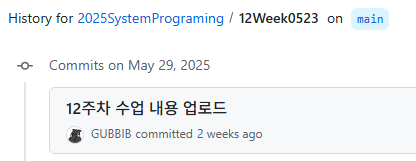 History for 2025SystemPrograming / 12Week0523 on main
Commits on May 29, 2025
12주차 수업 내용 업로드
GUBBIB committed 2 weeks ago